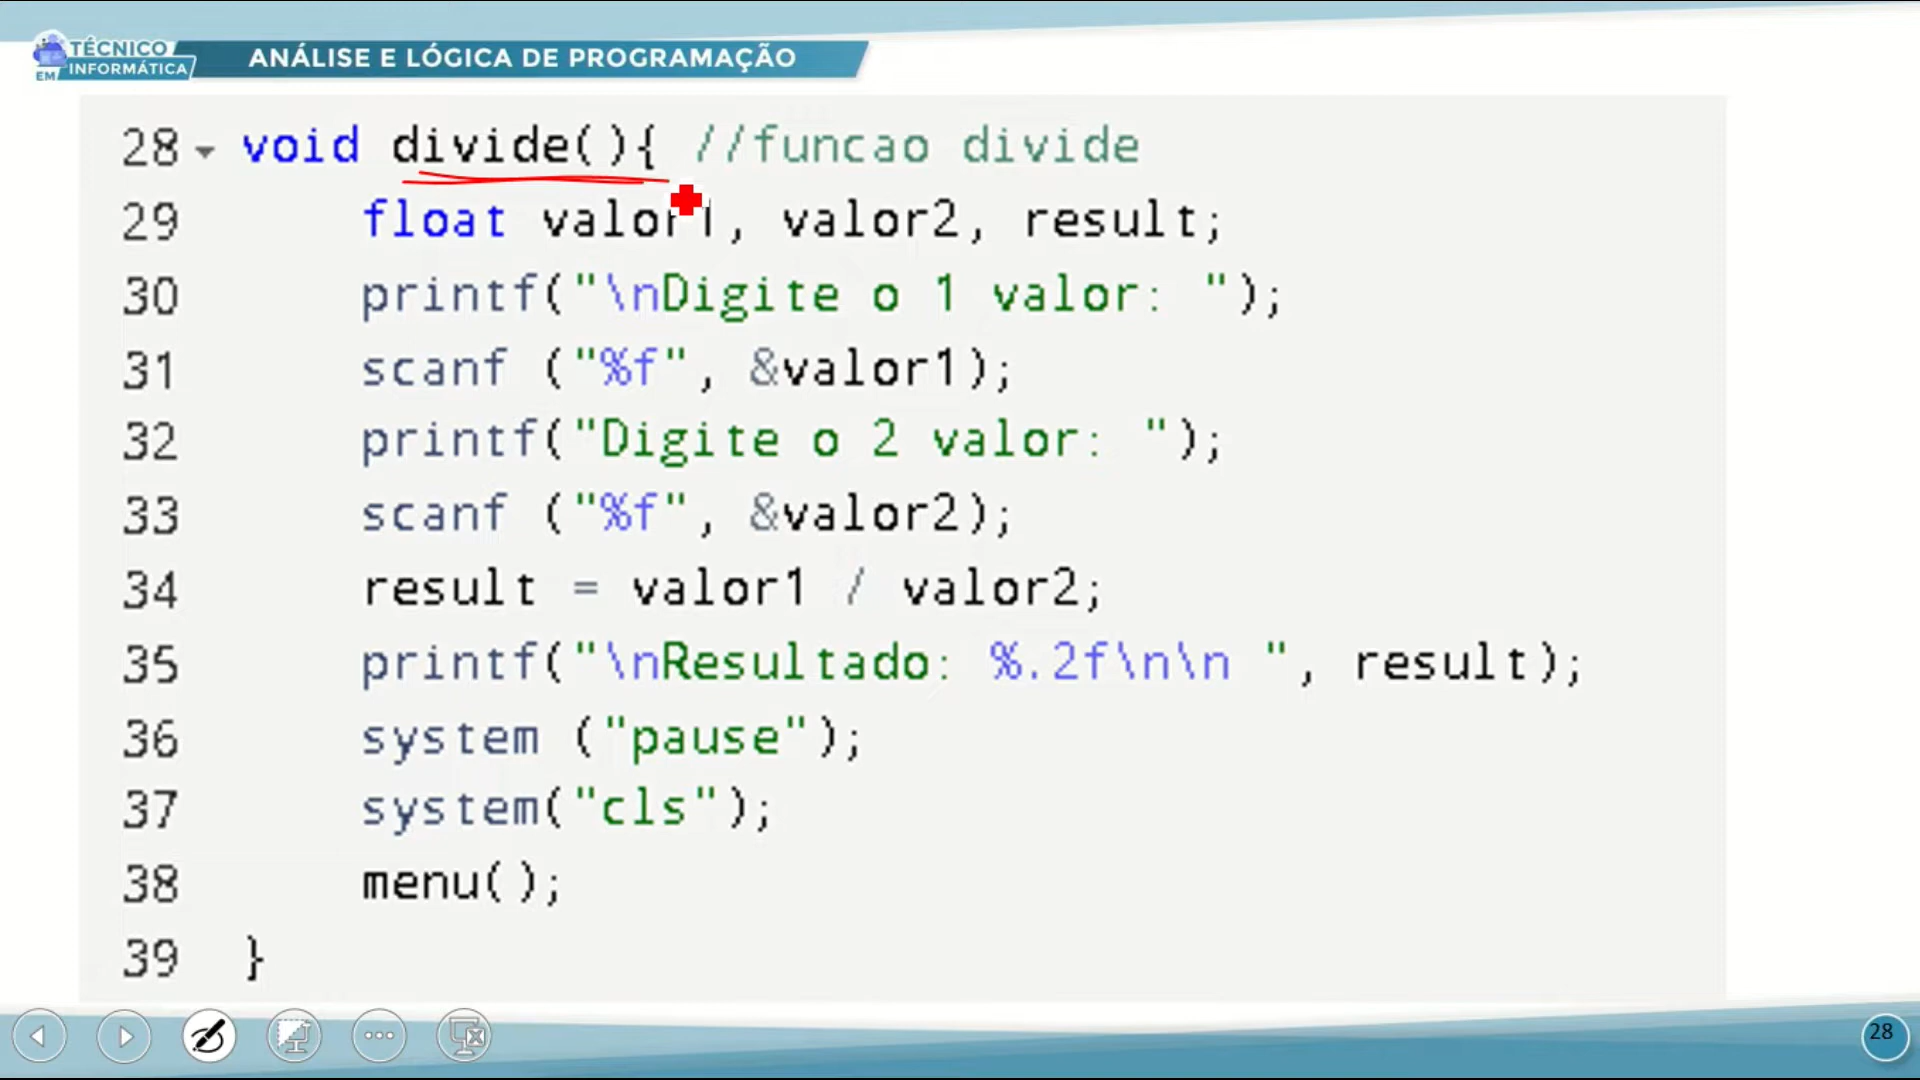 TÉCNICO
EM INFORMÁTICA
ANÁLISE E LÓGICA DE PROGRAMAÇÃO
28 void divide(){ //funcao divide
29 float valor1, valor2, result;
30 printf("\nDigite o 1 valor: ");
31 scanf ("%f", &valor1);
32 printf("Digite o 2 valor: ");
33 scanf ("%f", &valor2);
34 result = valor1 / valor2;
35 printf("\nResultado: %.2f\n\n ", result);
36 system ("pause");
37 system("cls");
38 menu();
39 }
28